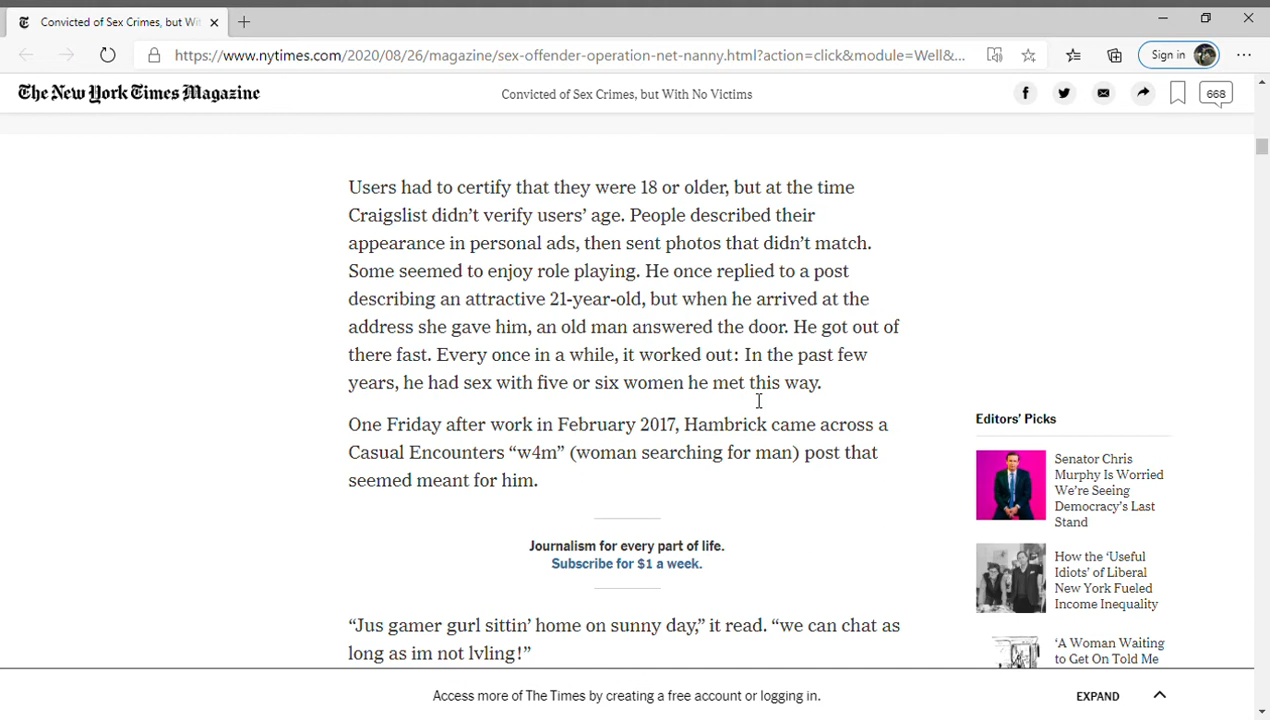 Convicted of Sex Crimes, but Wit
https://www.nytimes.com/2020/08/26/magazine/sex-offender-operation-net-nanny.html?action=click&module=Well&...
Sign in
The New York Times Magazine
Convicted of Sex Crimes, but With No Victims
668
Users had to certify that they were 18 or older, but at the time
Craigslist didn’t verify users’ age. People described their
appearance in personal ads, then sent photos that didn’t match.
Some seemed to enjoy role playing. He once replied to a post
describing an attractive 21-year-old, but when he arrived at the
address she gave him, an old man answered the door. He got out of
there fast. Every once in a while, it worked out: In the past few
years, he had sex with five or six women he met this way.
One Friday after work in February 2017, Hambrick came across a
Casual Encounters “w4m” (woman searching for man) post that
seemed meant for him.
Journalism for every part of life.
Subscribe for $1 a week.
“Jus gamer gurl sittin’ home on sunny day,” it read. “we can chat as
long as im not lvling!”
Editors’ Picks
Senator Chris
Murphy Is Worried
We’re Seeing
Democracy’s Last
Stand
How the ‘Useful
Idiots’ of Liberal
New York Fueled
Income Inequality
‘A Woman Waiting
to Get On Told Me
Access more of The Times by creating a free account or logging in.
EXPAND